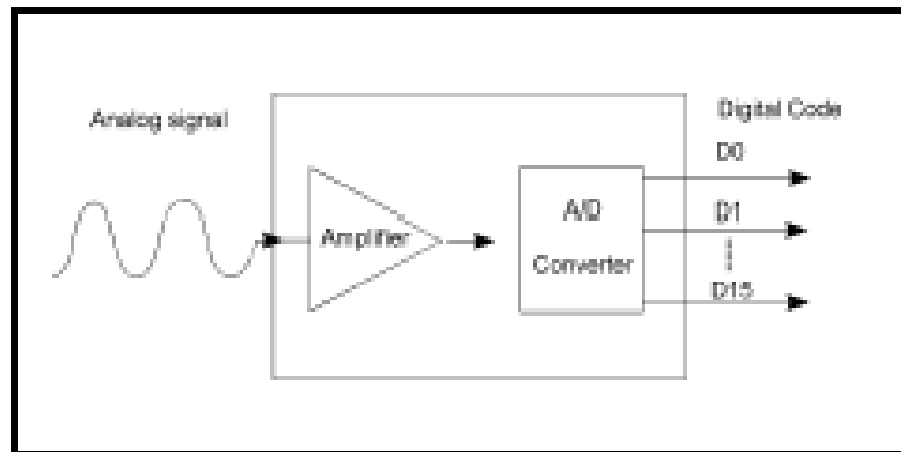 Analog signal
Digital Code
D0
Amplifier
A/D
Converter
D1
D15